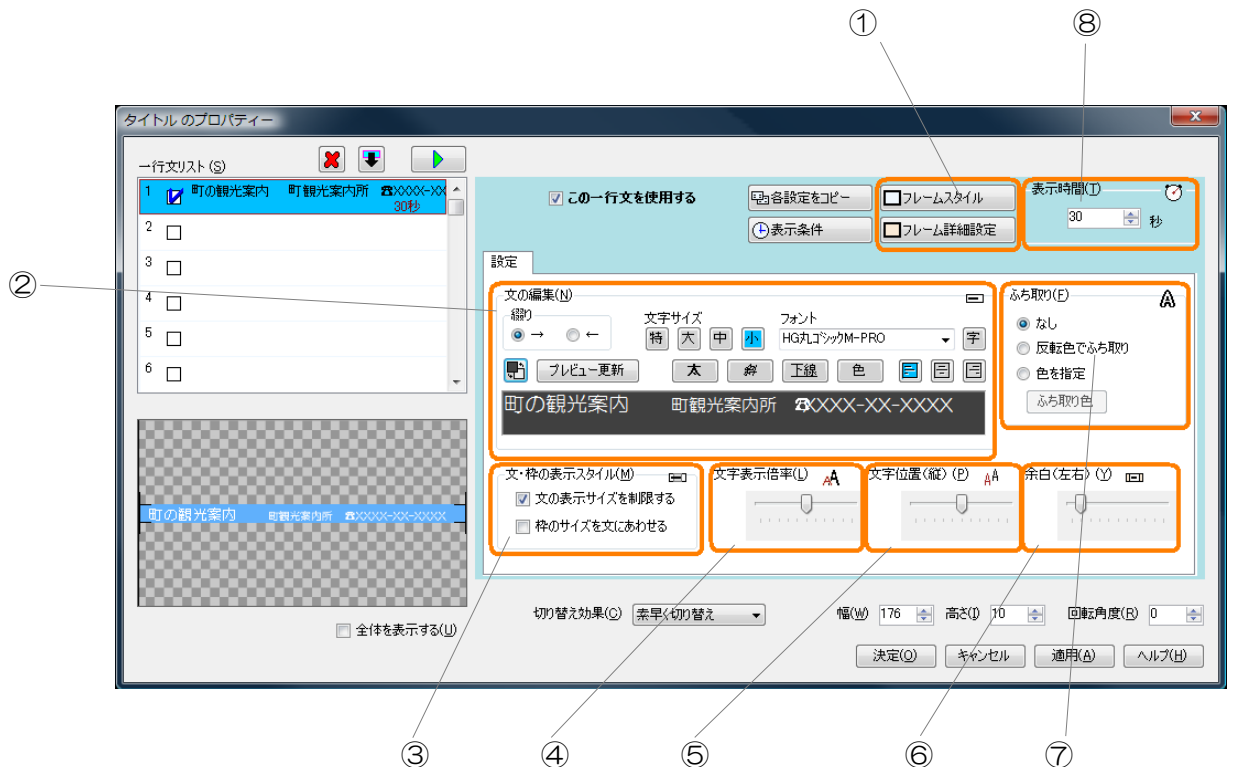 ① ⑧
タイトル のプロパティー
一行文リスト(S)
1 町の観光案内 町観光案内所 ☎XXXX-XX
30秒
2
3
4
5
6
この一行文を使用する
各設定をコピー
フレームスタイル
表示時間(T)
30 秒
表示条件
フレーム詳細設定
設定
②
文の編集(N)
綴り
→ ←
文字サイズ
特 大 中 小
フォント
HG丸ゴシックM-PRO
字
プレビュー更新
太 斜 下線 色
町の観光案内 町観光案内所 ☎XXXX-XX-XXXX
ふち取り(F)
なし
反転色でふち取り
色を指定
ふち取り色
文・枠の表示スタイル(M)
文の表示サイズを制限する
枠のサイズを文にあわせる
文字表示倍率(L) AA
文字位置(縦) (P) AA
余白(左右) (Y)
町の観光案内 町観光案内所 ☎XXXX-XX-XXXX
全体を表示する(U)
切り替え効果(C) 素早く切り替え
幅(W) 176 高さ(I) 10 回転角度(R) 0
決定(O) キャンセル 適用(A) ヘルプ(H)
③ ④ ⑤ ⑥ ⑦